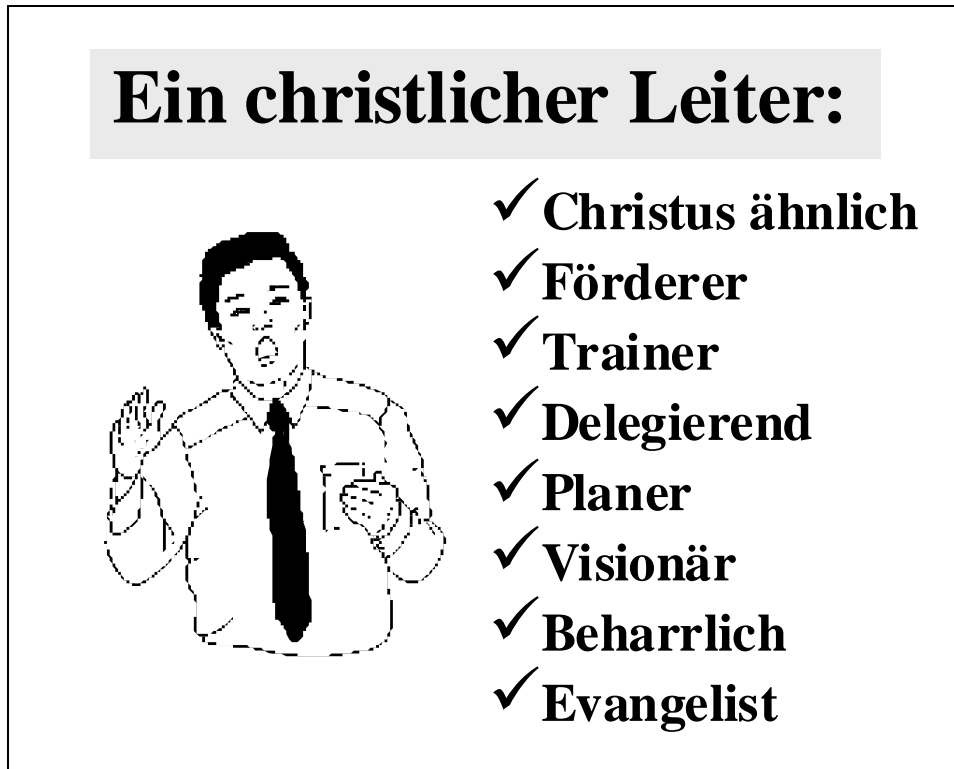 Ein christlicher Leiter:
✓Christus ähnlich
✓Förderer
✓Trainer
✓Delegierend
✓Planer
✓Visionär
✓Beharrlich
✓Evangelist